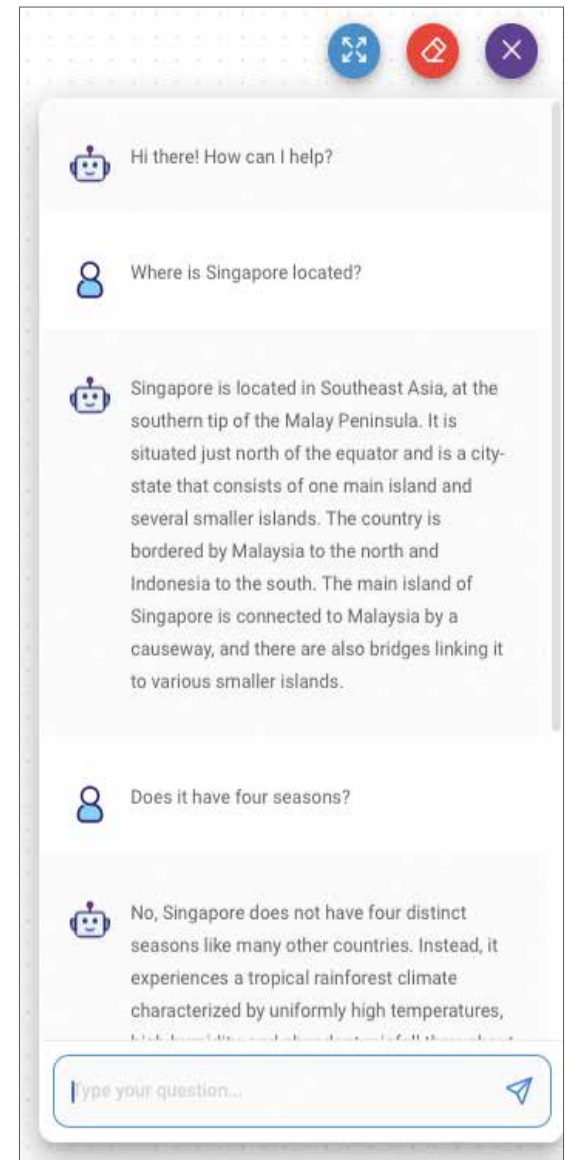 Hi there! How can I help?
Where is Singapore located?
Singapore is located in Southeast Asia, at the
southern tip of the Malay Peninsula. It is
situated just north of the equator and is a city-
state that consists of one main island and
several smaller islands. The country is
bordered by Malaysia to the north and
Indonesia to the south. The main island of
Singapore is connected to Malaysia by a
causeway, and there are also bridges linking it
to various smaller islands.
Does it have four seasons?
No, Singapore does not have four distinct
seasons like many other countries. Instead, it
experiences a tropical rainforest climate
characterized by uniformly high temperatures,
Type your question...